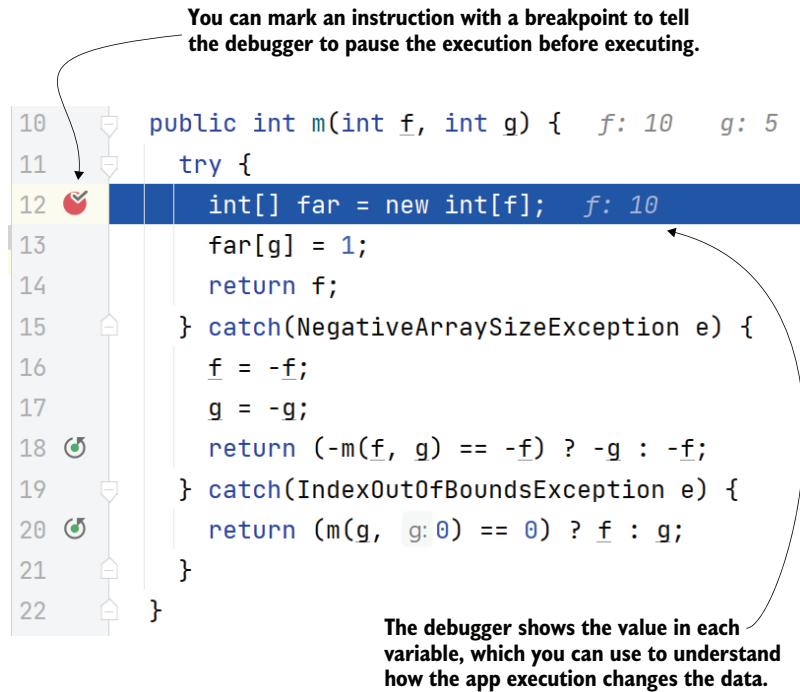 You can mark an instruction with a breakpoint to tell
the debugger to pause the execution before executing.
10 public int m(int f, int g) { f: 10 g: 5
11 try {
12 int[] far = new int[f]; f: 10
13 far[g] = 1;
14 return f;
15 } catch(NegativeArraySizeException e) {
16 f = -f;
17 g = -g;
18 return (-m(f, g) == -f) ? -g : -f;
19 } catch(IndexOutOfBoundsException e) {
20 return (m(g, g: 0) == 0) ? f : g;
21 }
22 }
The debugger shows the value in each
variable, which you can use to understand
how the app execution changes the data.